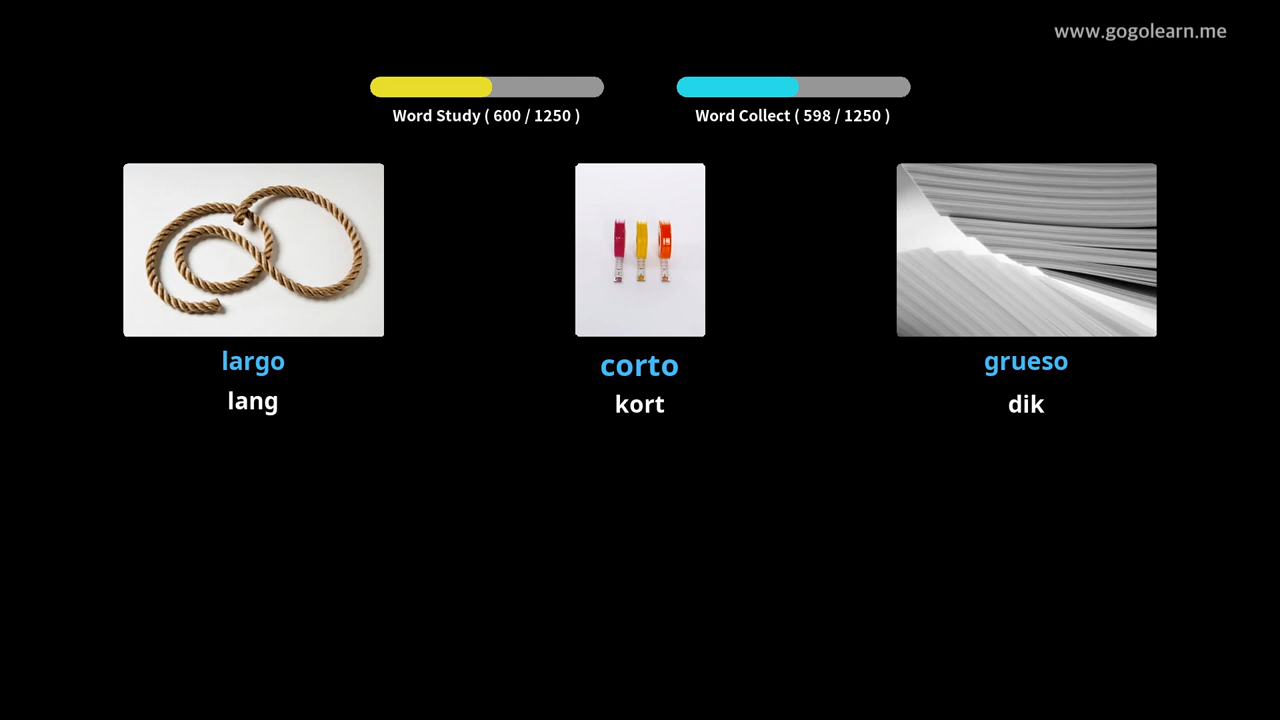 www.gogolearn.me
Word Study ( 600 / 1250 )
Word Collect ( 598 / 1250 )
largo
corto
grueso
lang
kort
dik